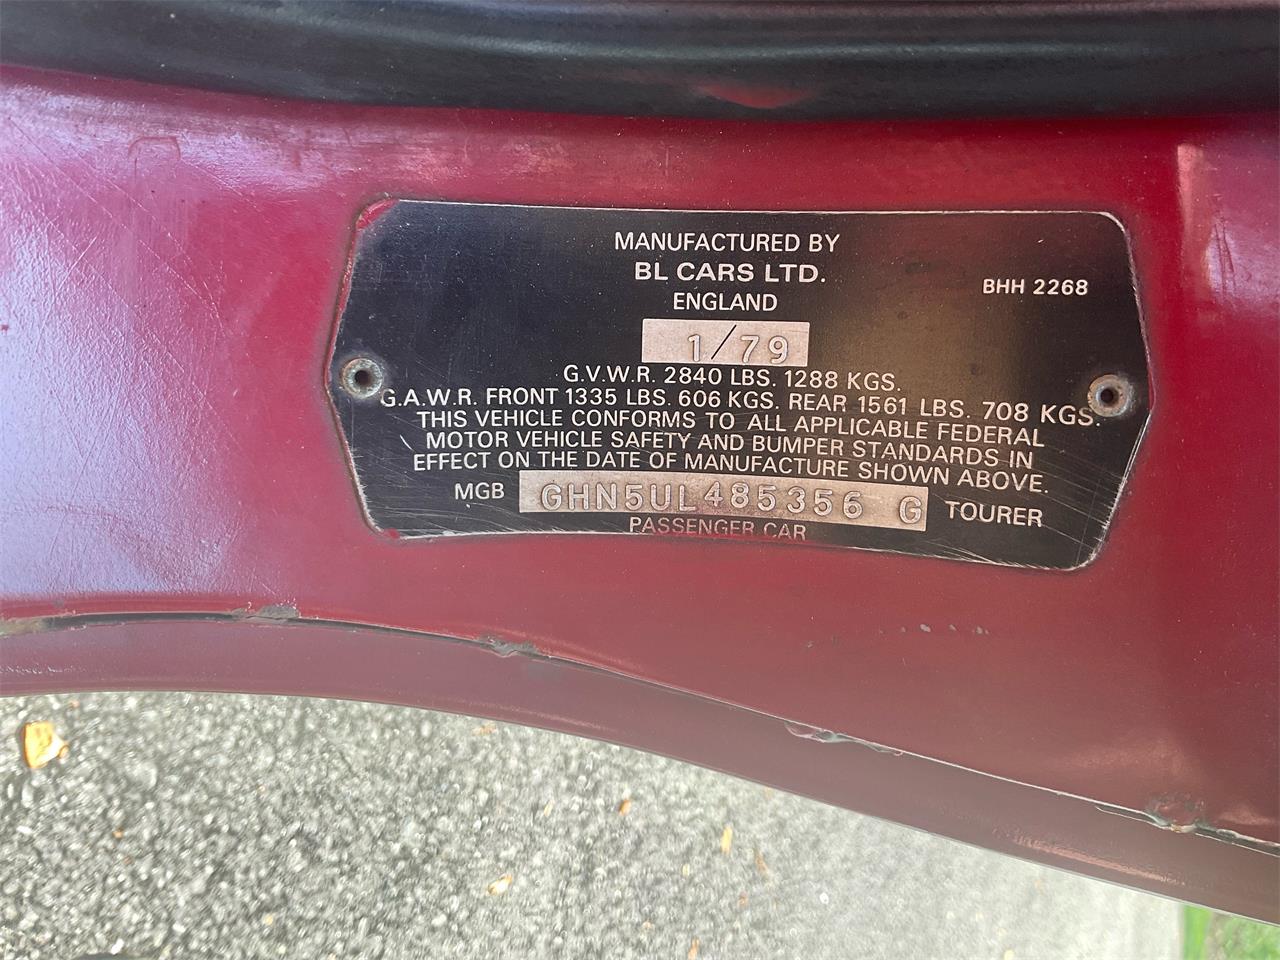 MANUFACTURED BY
BL CARS LTD.
BHH 2268
ENGLAND
1/79
G.V.W.R. 2840 LBS. 1288 KGS.
G.A.W.R. FRONT 1335 LBS. 606 KGS. REAR 1561 LBS. 708 KGS.
THIS VEHICLE CONFORMS TO ALL APPLICABLE FEDERAL
MOTOR VEHICLE SAFETY AND BUMPER STANDARDS IN
EFFECT ON THE DATE OF MANUFACTURE SHOWN ABOVE.
MGB GHN5UL485356 G TOURER
PASSENGER CAR